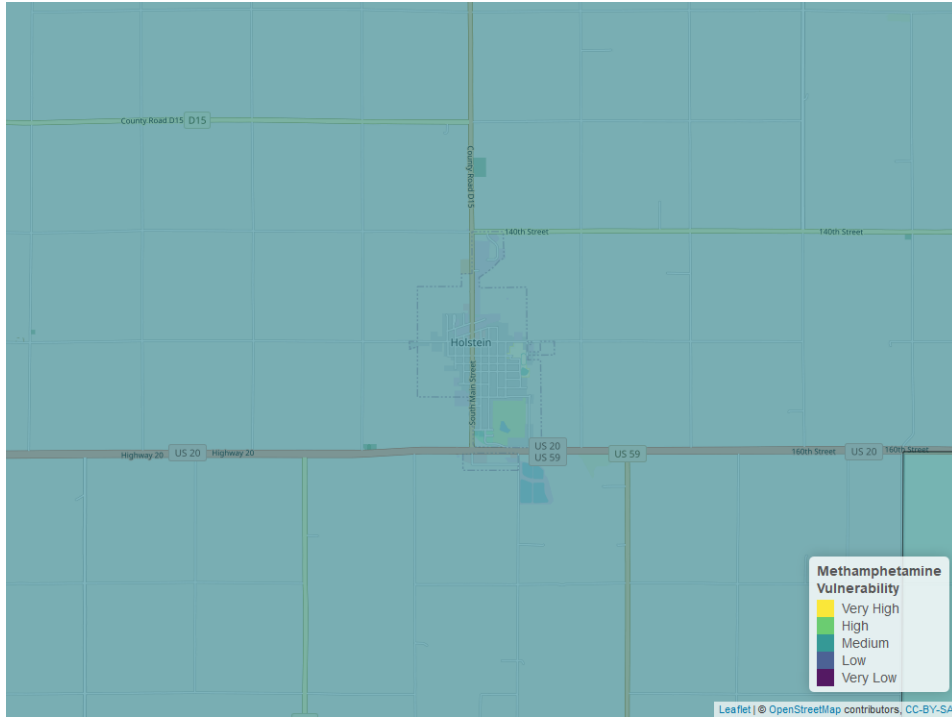 County Road D15
D15
County Road D15
140th Street
140th Street
Holstein
South Main Street
Highway 20
US 20
Highway 20
US 20
US 59
US 59
160th Street
US 20
160th Street
Methamphetamine
Vulnerability
Very High
High
Medium
Low
Very Low
Leaflet | © OpenStreetMap contributors, CC-BY-SA